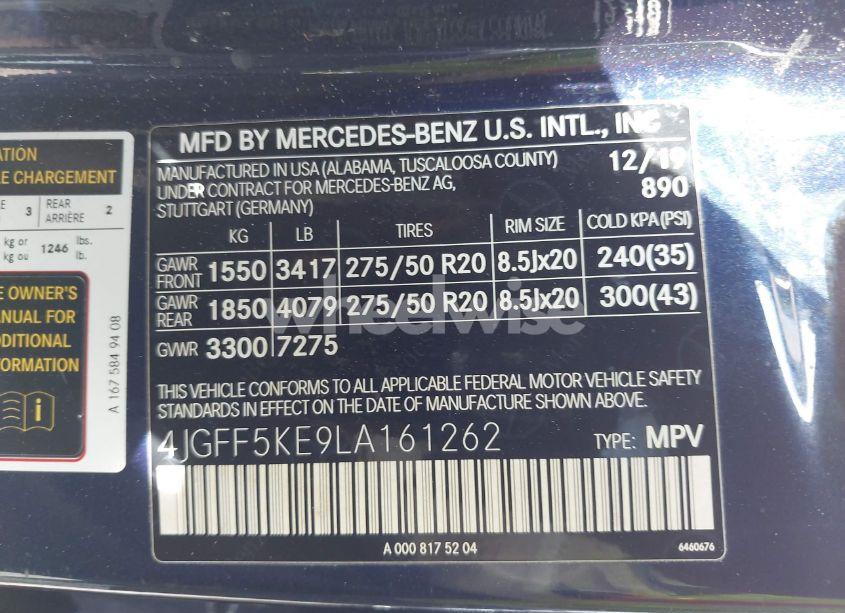 ATION
LE CHARGEMENT
E 3 REAR ARRIÈRE 2
kg or kg ou 1246 lbs. lb.
E OWNER'S
ANUAL FOR
DDITIONAL
FORMATION
A 167 584 94 08
MFD BY MERCEDES-BENZ U.S. INTL., INC
MANUFACTURED IN USA (ALABAMA, TUSCALOOSA COUNTY) 12/19
UNDER CONTRACT FOR MERCEDES-BENZ AG, 890
STUTTGART (GERMANY)
KG LB TIRES RIM SIZE COLD KPA(PSI)
GAWR FRONT 1550 3417 275/50 R20 8.5Jx20 240(35)
GAWR REAR 1850 4079 275/50 R20 8.5Jx20 300(43)
GVWR 3300 7275
wheelwise
THIS VEHICLE CONFORMS TO ALL APPLICABLE FEDERAL MOTOR VEHICLE SAFETY
STANDARDS IN EFFECT ON THE DATE OF MANUFACTURE SHOWN ABOVE.
4JGFF5KE9LA161262 TYPE: MPV
A 000 817 52 04 6460676